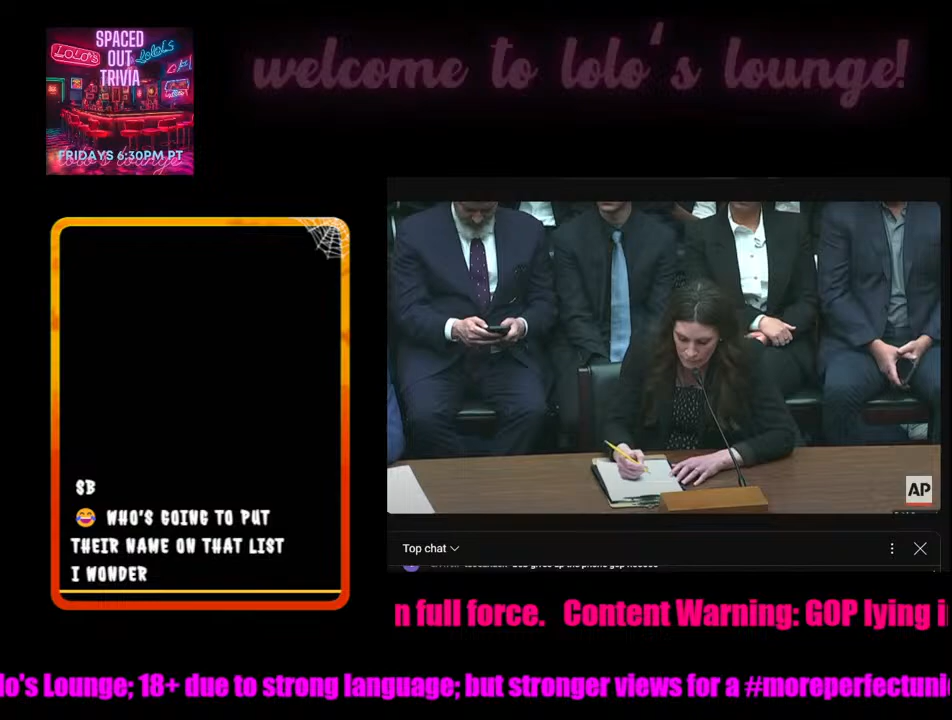 SPACED
OUT
TRIVIA
LOLO'S
FRIDAYS 6:30PM PT
lolo's lounge
welcome to lolo's lounge!
SB
😂 WHO'S GOING TO PUT
THEIR NAME ON THAT LIST
I WONDER
AP
Top chat
n full force. Content Warning: GOP lying i
lo's Lounge; 18+ due to strong language; but stronger views for a #moreperfectuni